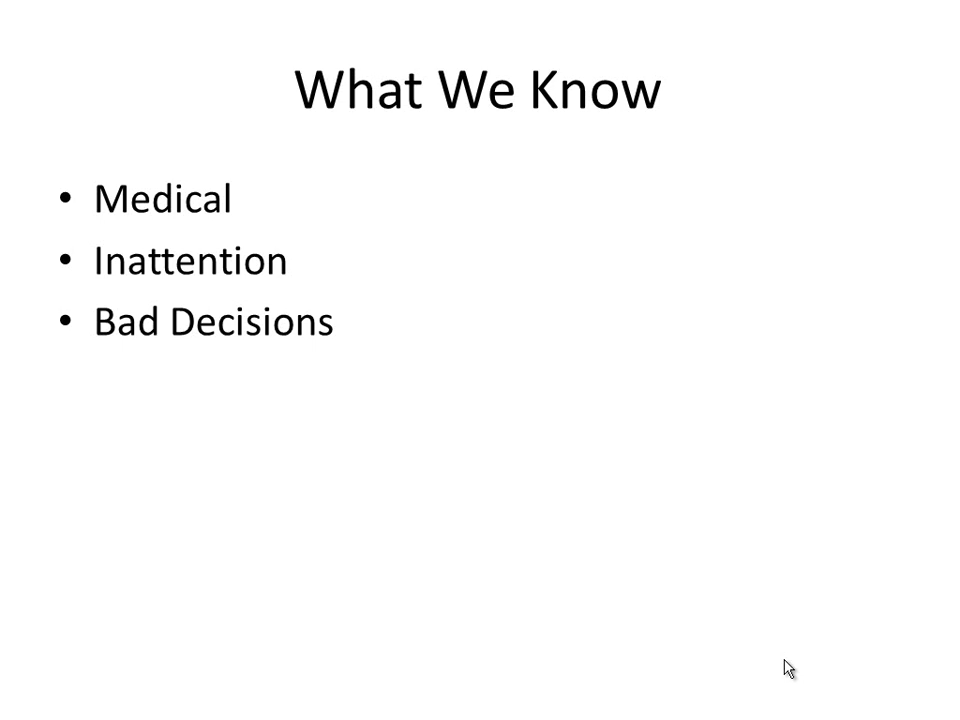 What We Know
• Medical
• Inattention
• Bad Decisions